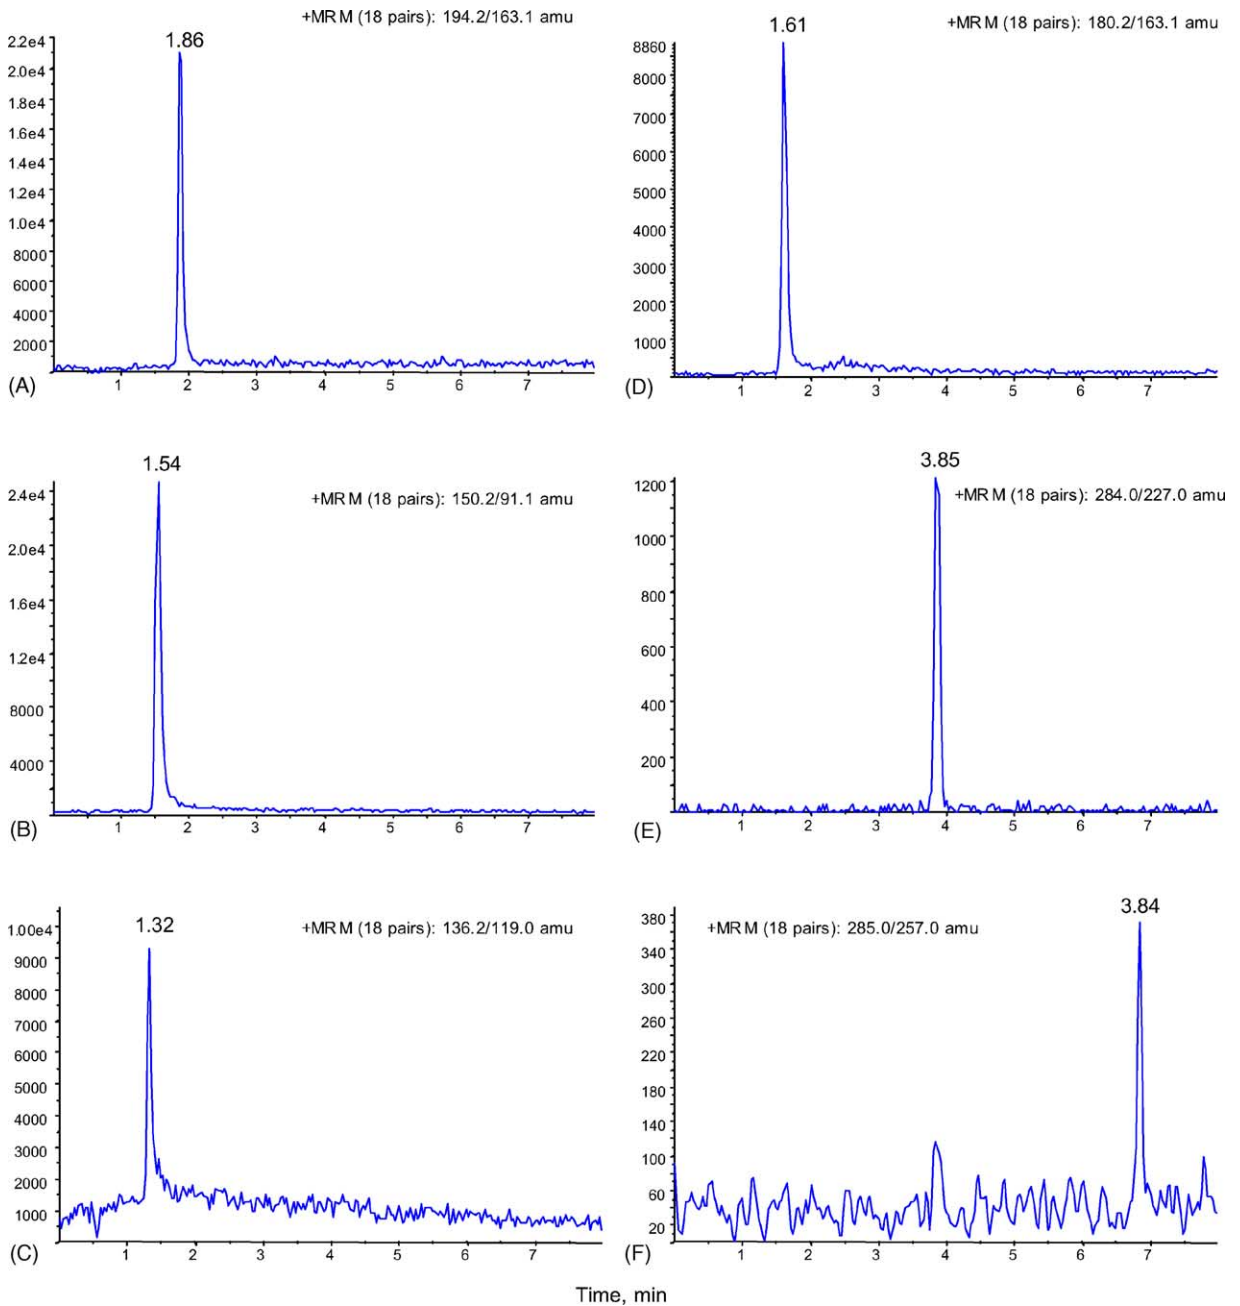 +MRM (18 pairs): 194.2/163.1 amu
1.86
2.2e4
2.0e4
1.8e4
1.6e4
1.4e4
1.2e4
1.0e4
8000
6000
4000
2000
1 2 3 4 5 6 7
(A)
+MRM (18 pairs): 180.2/163.1 amu
1.61
8860
8000
7000
6000
5000
4000
3000
2000
1000
1 2 3 4 5 6 7
(D)
1.54
+MRM (18 pairs): 150.2/91.1 amu
2.4e4
2.0e4
1.6e4
1.2e4
8000
4000
1 2 3 4 5 6 7
(B)
3.85
+MRM (18 pairs): 284.0/227.0 amu
1200
1000
800
600
400
200
1 2 3 4 5 6 7
(E)
1.32
+MRM (18 pairs): 136.2/119.0 amu
1.00e4
9000
8000
7000
6000
5000
4000
3000
2000
1000
1 2 3 4 5 6 7
(C)
3.84
+MRM (18 pairs): 285.0/257.0 amu
380
340
300
260
220
180
140
100
60
20
1 2 3 4 5 6 7
(F)
Time, min